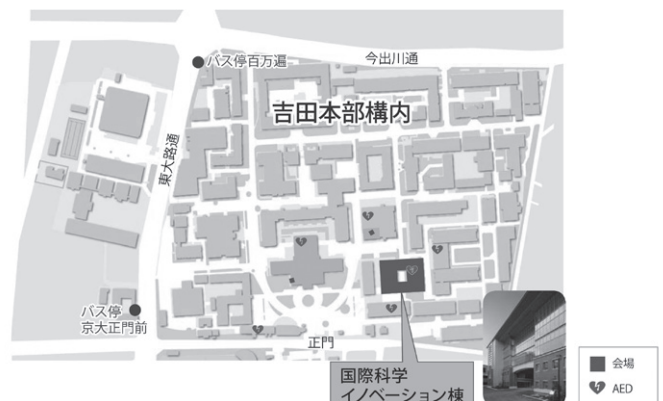 バス停百万遍
今出川通
吉田本部構内
東大路通
バス停
京大正門前
正門
国際科学
イノベーション棟
会場
AED